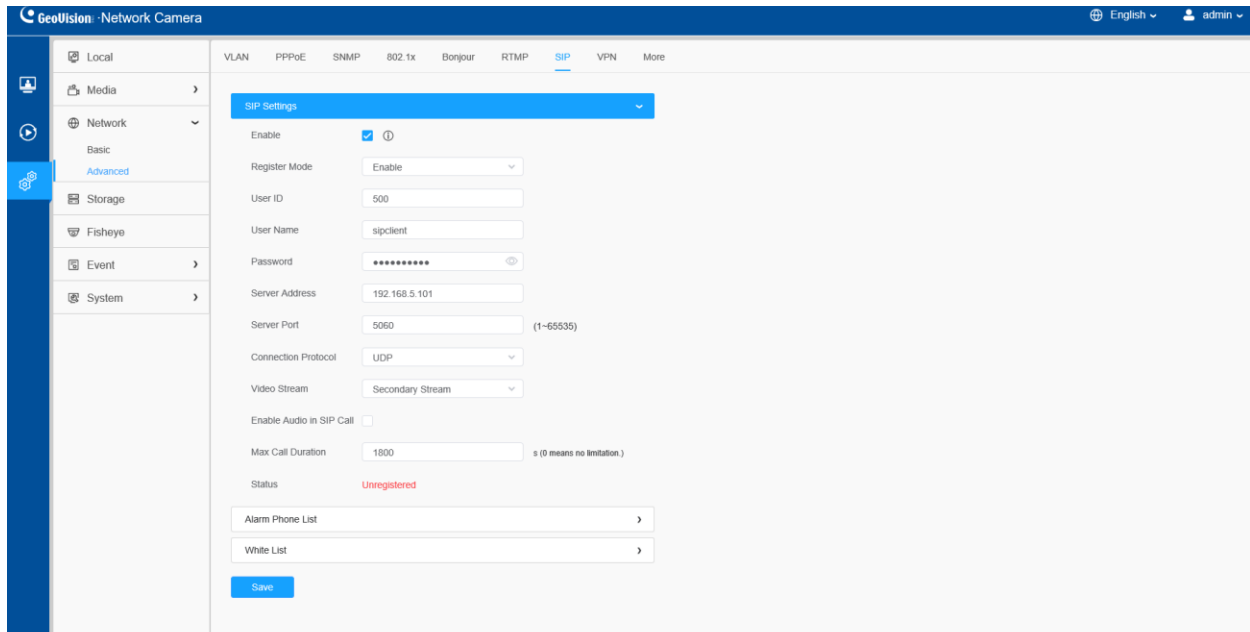 GeoVision Network Camera
English
admin
Local
Media
Network
Basic
Advanced
Storage
Fisheye
Event
System
VLAN PPPoE SNMP 802.1x Bonjour RTMP SIP VPN More
SIP Settings
Enable
Register Mode Enable
User ID 500
User Name sipclient
Password ●●●●●●●●●●
Server Address 192.168.5.101
Server Port 5060 (1~65535)
Connection Protocol UDP
Video Stream Secondary Stream
Enable Audio in SIP Call
Max Call Duration 1800 s (0 means no limitation.)
Status Unregistered
Alarm Phone List
White List
Save